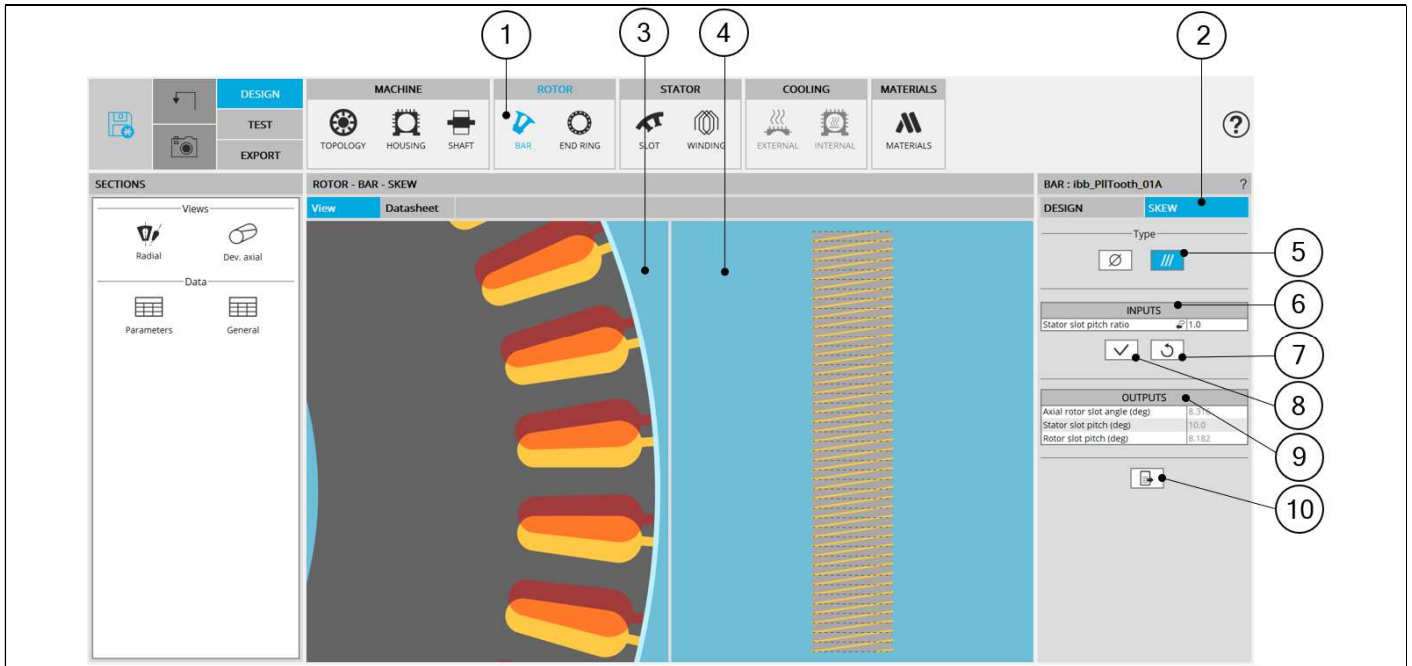 1
3
4
2
DESIGN
TEST
EXPORT
MACHINE
TOPOLOGY
HOUSING
SHAFT
ROTOR
BAR
END RING
STATOR
SLOT
WINDING
COOLING
EXTERNAL
INTERNAL
MATERIALS
MATERIALS
?
SECTIONS
Views
Radial
Dev. axial
Data
Parameters
General
ROTOR - BAR - SKEW
View
Datasheet
BAR : ibb_PllTooth_01A
?
DESIGN
SKEW
Type
5
INPUTS
6
Stator slot pitch ratio
1.0
7
8
OUTPUTS
Axial rotor slot angle (deg)
8.316
Stator slot pitch (deg)
10.0
Rotor slot pitch (deg)
8.182
9
10